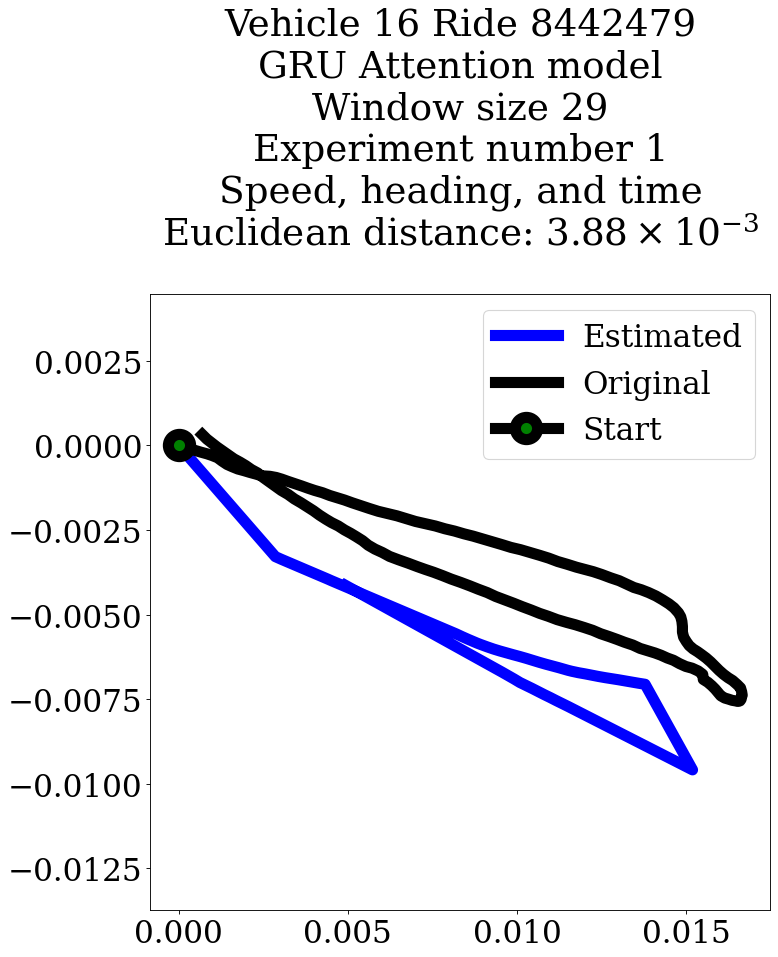 Vehicle 16 Ride 8442479
GRU Attention model
Window size 29
Experiment number 1
Speed, heading, and time
Euclidean distance: 3.88 × 10⁻³
Estimated
Original
Start
0.0025
0.0000
−0.0025
−0.0050
−0.0075
−0.0100
−0.0125
0.000 0.005 0.010 0.015